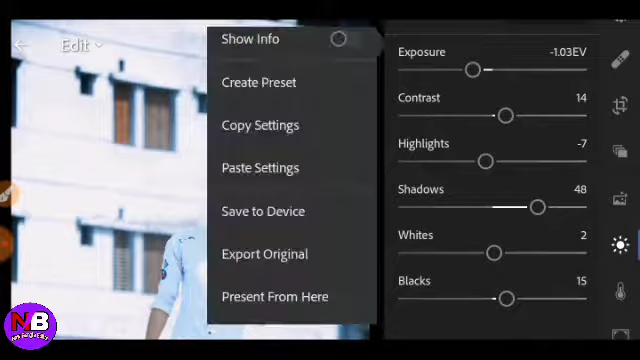 Edit
Show Info
Create Preset
Copy Settings
Paste Settings
Save to Device
Export Original
Present From Here
Exposure -1.03EV
Contrast 14
Highlights -7
Shadows 48
Whites 2
Blacks 15
NB